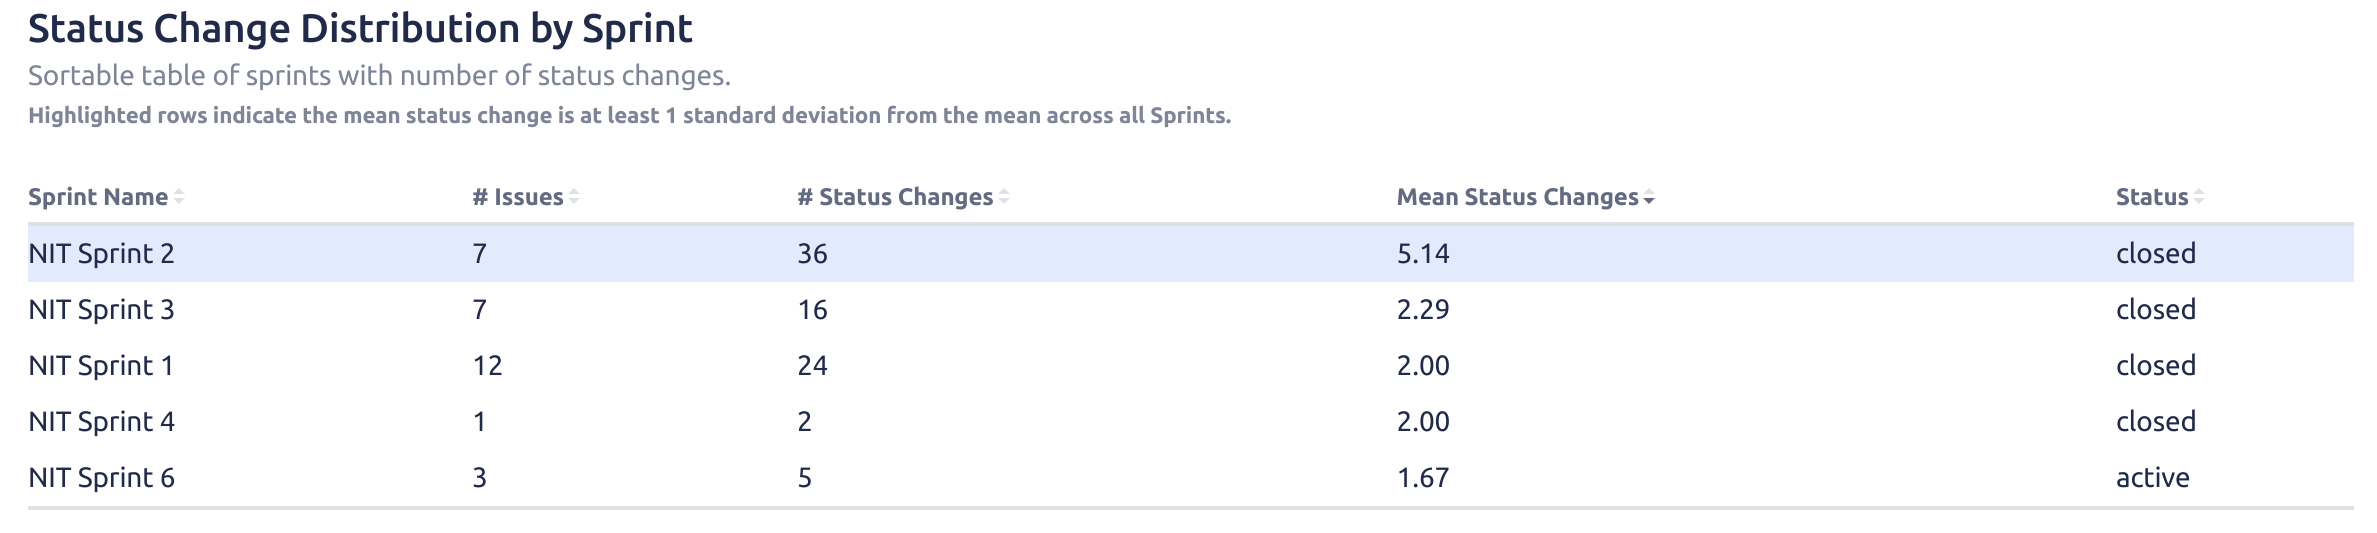 Status Change Distribution by Sprint
Sortable table of sprints with number of status changes.
Highlighted rows indicate the mean status change is at least 1 standard deviation from the mean across all Sprints.
Sprint Name # Issues # Status Changes Mean Status Changes Status
NIT Sprint 2 7 36 5.14 closed
NIT Sprint 3 7 16 2.29 closed
NIT Sprint 1 12 24 2.00 closed
NIT Sprint 4 1 2 2.00 closed
NIT Sprint 6 3 5 1.67 active